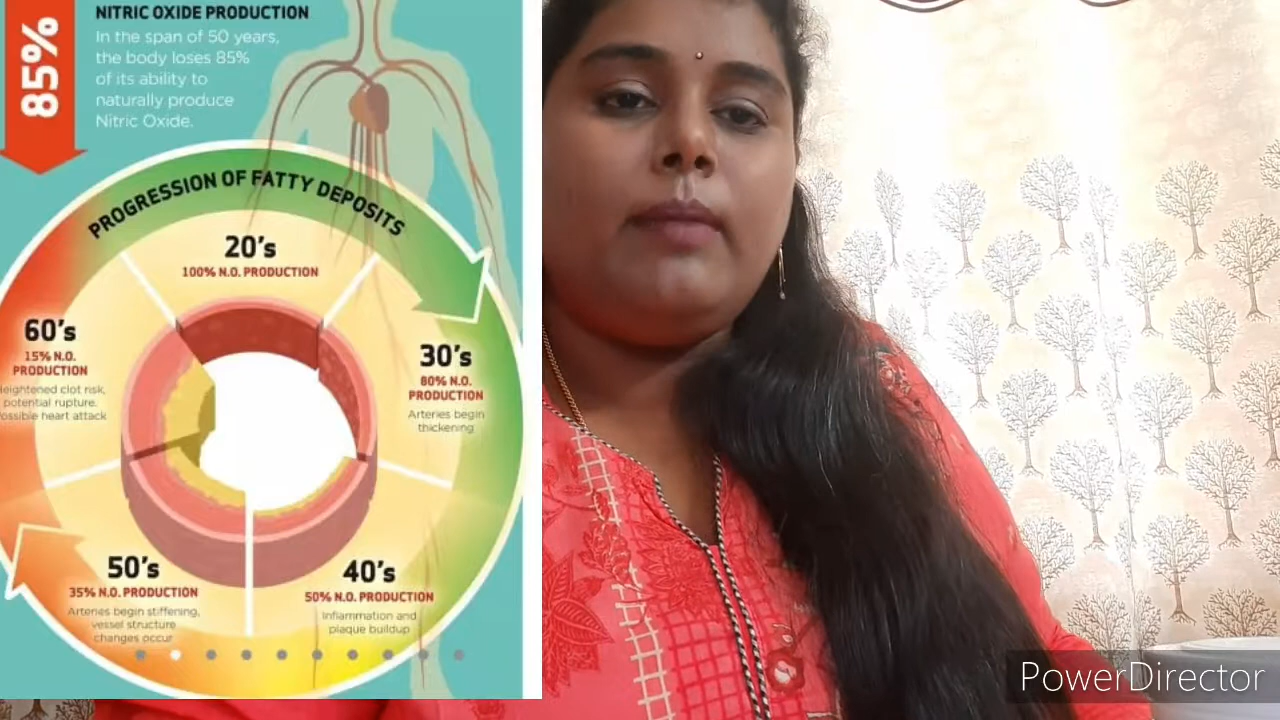 85%
NITRIC OXIDE PRODUCTION
In the span of 50 years,
the body loses 85%
of its ability to
naturally produce
Nitric Oxide.
PROGRESSION OF FATTY DEPOSITS
20's
100% N.O. PRODUCTION
30's
80% N.O.
PRODUCTION
Arteries begin
thickening
40's
50% N.O. PRODUCTION
Inflammation and
plaque buildup
50's
35% N.O. PRODUCTION
Arteries begin stiffening,
vessel structure
changes occur
60's
15% N.O.
PRODUCTION
eightened clot risk,
potential rupture.
ossible heart attack
PowerDirector